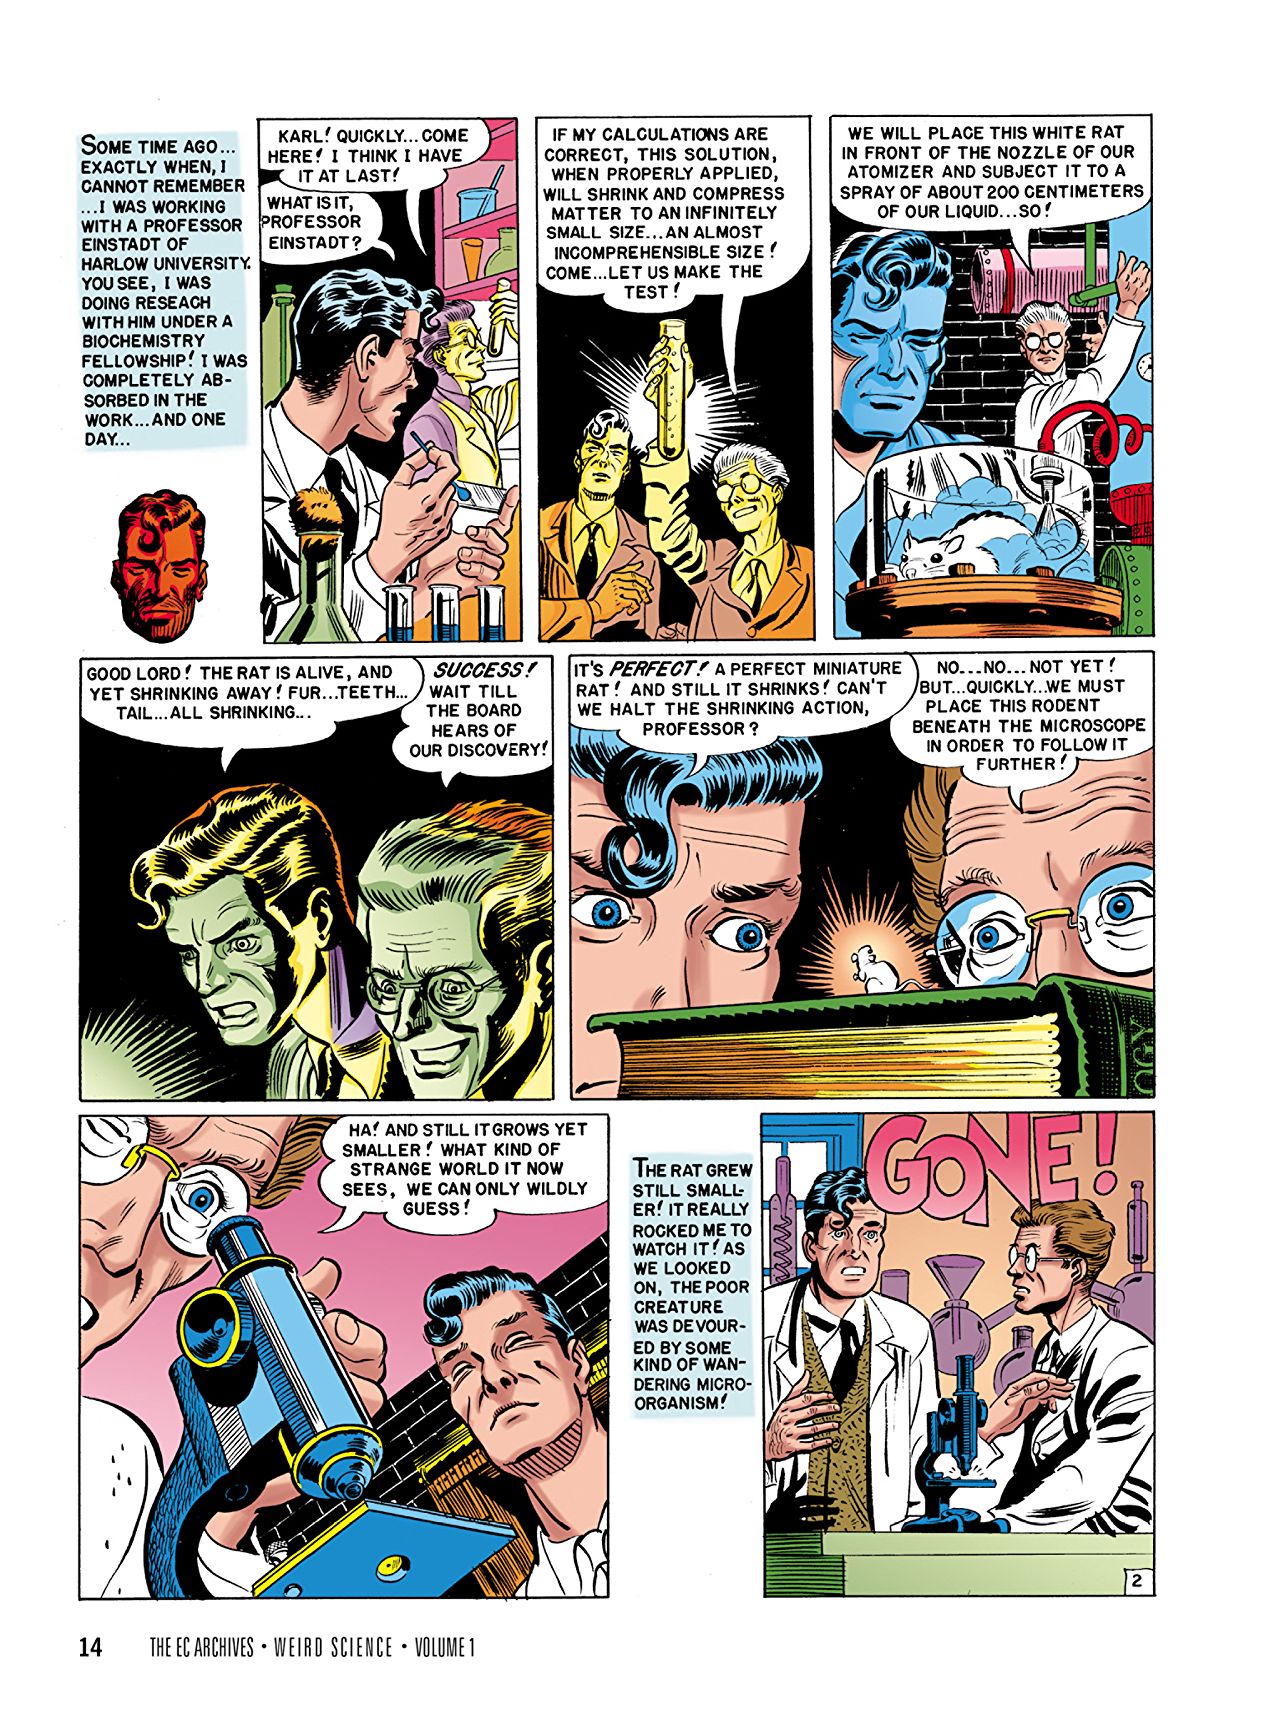 SOME TIME AGO...
EXACTLY WHEN, I
CANNOT REMEMBER
...I WAS WORKING
WITH A PROFESSOR
EINSTADT OF
HARLOW UNIVERSITY.
YOU SEE, I WAS
DOING RESEACH
WITH HIM UNDER A
BIOCHEMISTRY
FELLOWSHIP! I WAS
COMPLETELY AB-
SORBED IN THE
WORK...AND ONE
DAY...
KARL! QUICKLY...COME
HERE! I THINK I HAVE
IT AT LAST!
WHAT IS IT,
PROFESSOR
EINSTADT?
IF MY CALCULATIONS ARE
CORRECT, THIS SOLUTION,
WHEN PROPERLY APPLIED,
WILL SHRINK AND COMPRESS
MATTER TO AN INFINITELY
SMALL SIZE...AN ALMOST
INCOMPREHENSIBLE SIZE!
COME...LET US MAKE THE
TEST!
WE WILL PLACE THIS WHITE RAT
IN FRONT OF THE NOZZLE OF OUR
ATOMIZER AND SUBJECT IT TO A
SPRAY OF ABOUT 200 CENTIMETERS
OF OUR LIQUID...SO!
GOOD LORD! THE RAT IS ALIVE, AND
YET SHRINKING AWAY! FUR...TEETH...
TAIL...ALL SHRINKING...
SUCCESS!
WAIT TILL
THE BOARD
HEARS OF
OUR DISCOVERY!
IT'S PERFECT! A PERFECT MINIATURE
RAT! AND STILL IT SHRINKS! CAN'T
WE HALT THE SHRINKING ACTION,
PROFESSOR?
NO...NO...NOT YET!
BUT...QUICKLY...WE MUST
PLACE THIS RODENT
BENEATH THE MICROSCOPE
IN ORDER TO FOLLOW IT
FURTHER!
OGY
HA! AND STILL IT GROWS YET
SMALLER! WHAT KIND OF
STRANGE WORLD IT NOW
SEES, WE CAN ONLY WILDLY
GUESS!
THE RAT GREW
STILL SMALL-
ER! IT REALLY
ROCKED ME TO
WATCH IT! AS
WE LOOKED
ON, THE POOR
CREATURE
WAS DEVOUR-
ED BY SOME
KIND OF WAN-
DERING MICRO-
ORGANISM!
GONE!
2
14 THE EC ARCHIVES • WEIRD SCIENCE • VOLUME 1